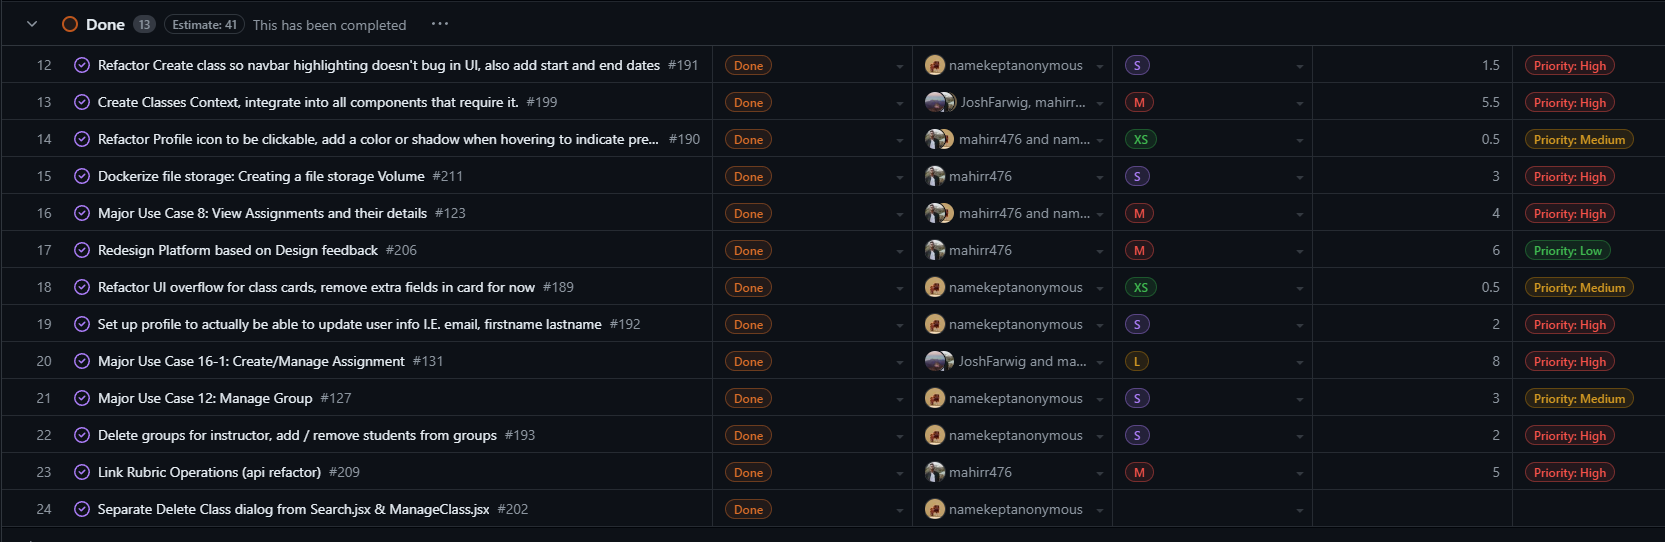 Done 13 Estimate: 41 This has been completed ...
12 Refactor Create class so navbar highlighting doesn't bug in UI, also add start and end dates #191 Done namekeptanonymous S 1.5 Priority: High
13 Create Classes Context, integrate into all components that require it. #199 Done JoshFarwig, mahirr... M 5.5 Priority: High
14 Refactor Profile icon to be clickable, add a color or shadow when hovering to indicate pre... #190 Done mahirr476 and nam... XS 0.5 Priority: Medium
15 Dockerize file storage: Creating a file storage Volume #211 Done mahirr476 S 3 Priority: High
16 Major Use Case 8: View Assignments and their details #123 Done mahirr476 and nam... M 4 Priority: High
17 Redesign Platform based on Design feedback #206 Done mahirr476 M 6 Priority: Low
18 Refactor UI overflow for class cards, remove extra fields in card for now #189 Done namekeptanonymous XS 0.5 Priority: Medium
19 Set up profile to actually be able to update user info I.E. email, firstname lastname #192 Done namekeptanonymous S 2 Priority: High
20 Major Use Case 16-1: Create/Manage Assignment #131 Done JoshFarwig and ma... L 8 Priority: High
21 Major Use Case 12: Manage Group #127 Done namekeptanonymous S 3 Priority: Medium
22 Delete groups for instructor, add / remove students from groups #193 Done namekeptanonymous S 2 Priority: High
23 Link Rubric Operations (api refactor) #209 Done mahirr476 M 5 Priority: High
24 Separate Delete Class dialog from Search.jsx & ManageClass.jsx #202 Done namekeptanonymous